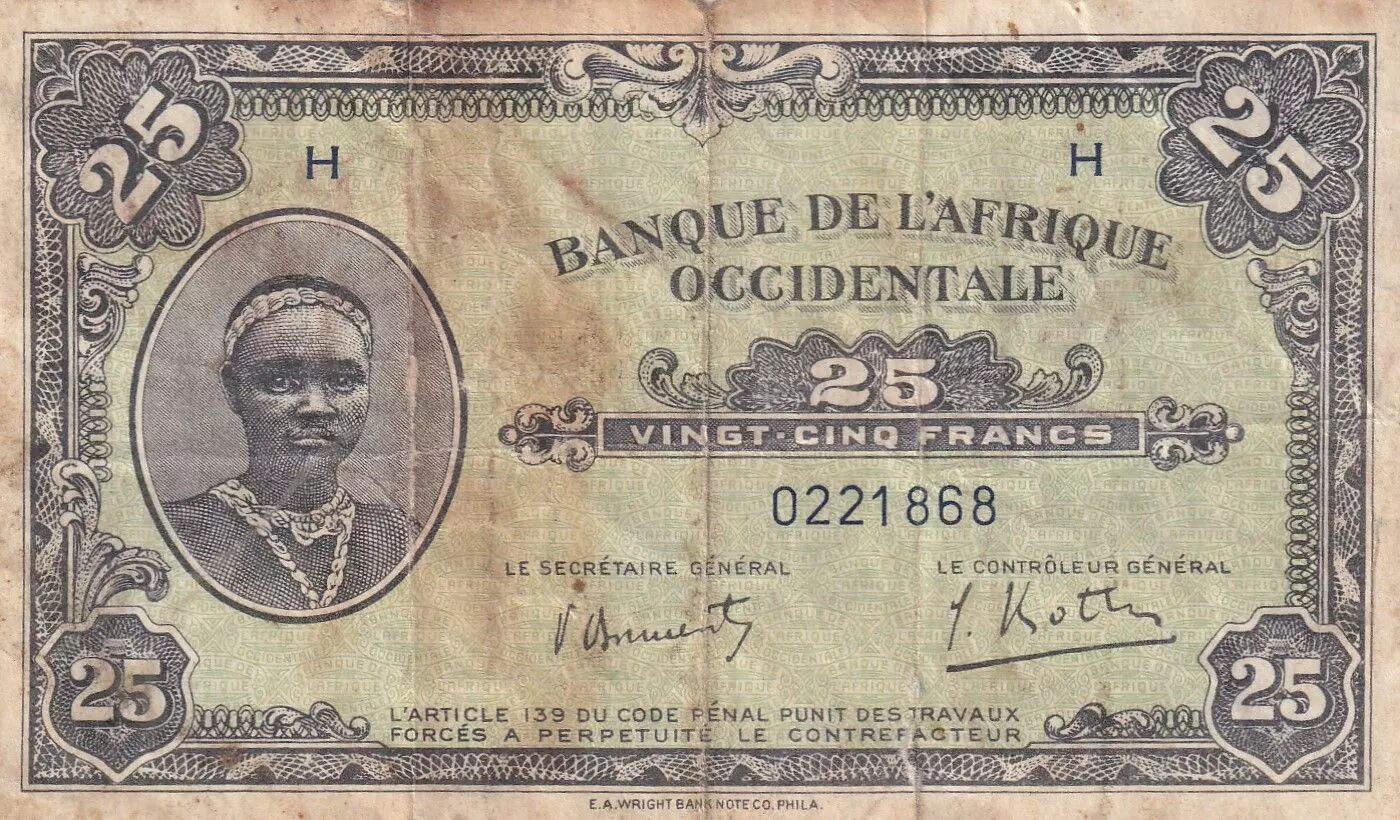 25
25
H
H
BANQUE DE L'AFRIQUE
OCCIDENTALE
25
VINGT-CINQ FRANCS
0221868
LE SECRÉTAIRE GÉNÉRAL
LE CONTRÔLEUR GÉNÉRAL
25
25
L'ARTICLE 139 DU CODE PÉNAL PUNIT DES TRAVAUX
FORCÉS A PERPETUITÉ LE CONTREFACTEUR
E.A.WRIGHT BANK NOTE CO. PHILA.